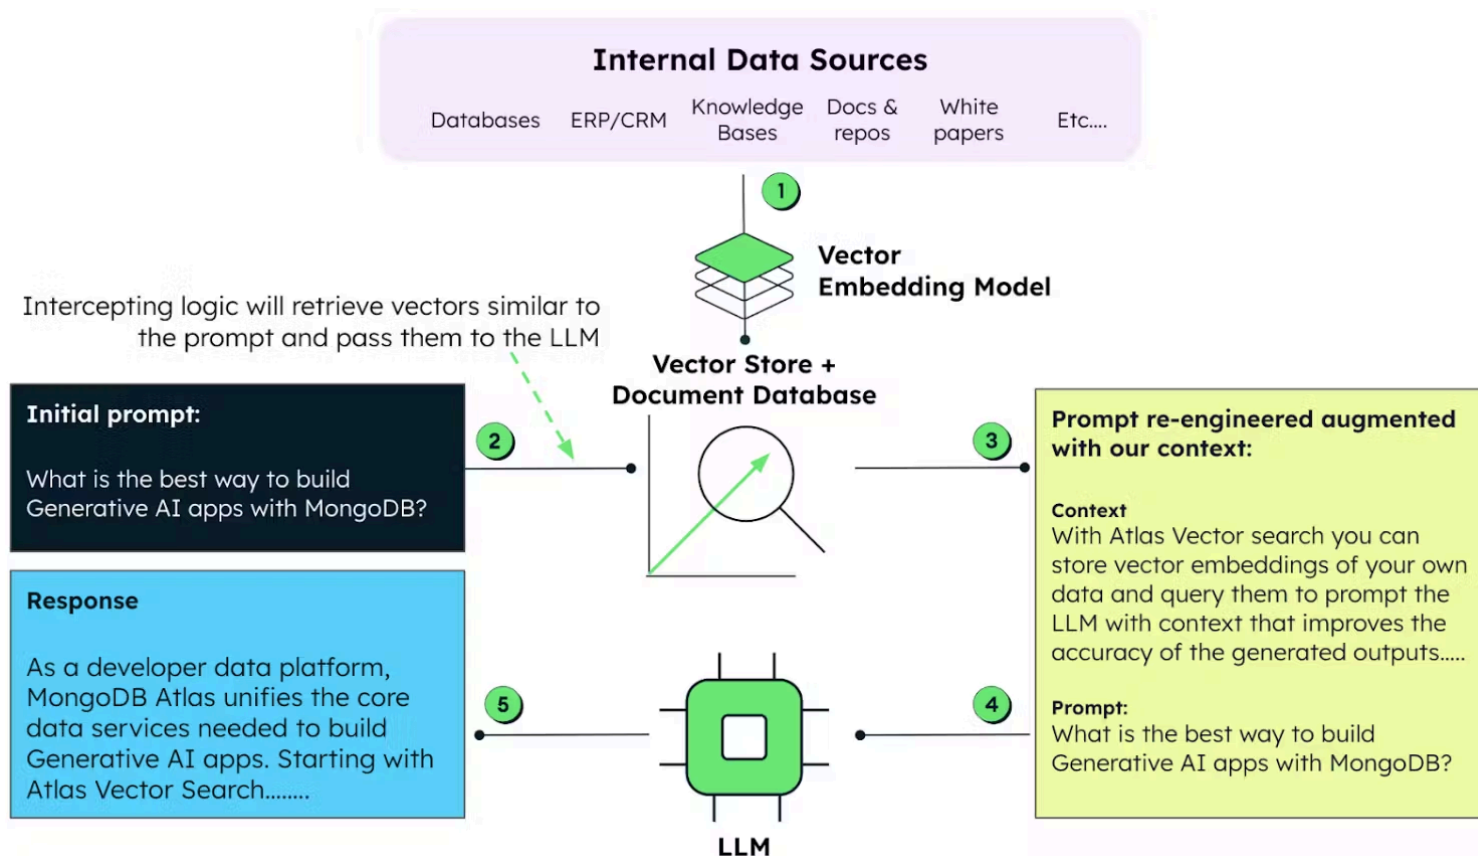 Internal Data Sources
Databases
ERP/CRM
Knowledge
Bases
Docs &
repos
White
papers
Etc....
1
Vector
Embedding Model
Intercepting logic will retrieve vectors similar to
the prompt and pass them to the LLM
Vector Store +
Document Database
Initial prompt:
What is the best way to build
Generative AI apps with MongoDB?
2
3
Prompt re-engineered augmented
with our context:
Context
With Atlas Vector search you can
store vector embeddings of your own
data and query them to prompt the
LLM with context that improves the
accuracy of the generated outputs.....
Prompt:
What is the best way to build
Generative AI apps with MongoDB?
4
LLM
5
Response
As a developer data platform,
MongoDB Atlas unifies the core
data services needed to build
Generative AI apps. Starting with
Atlas Vector Search........